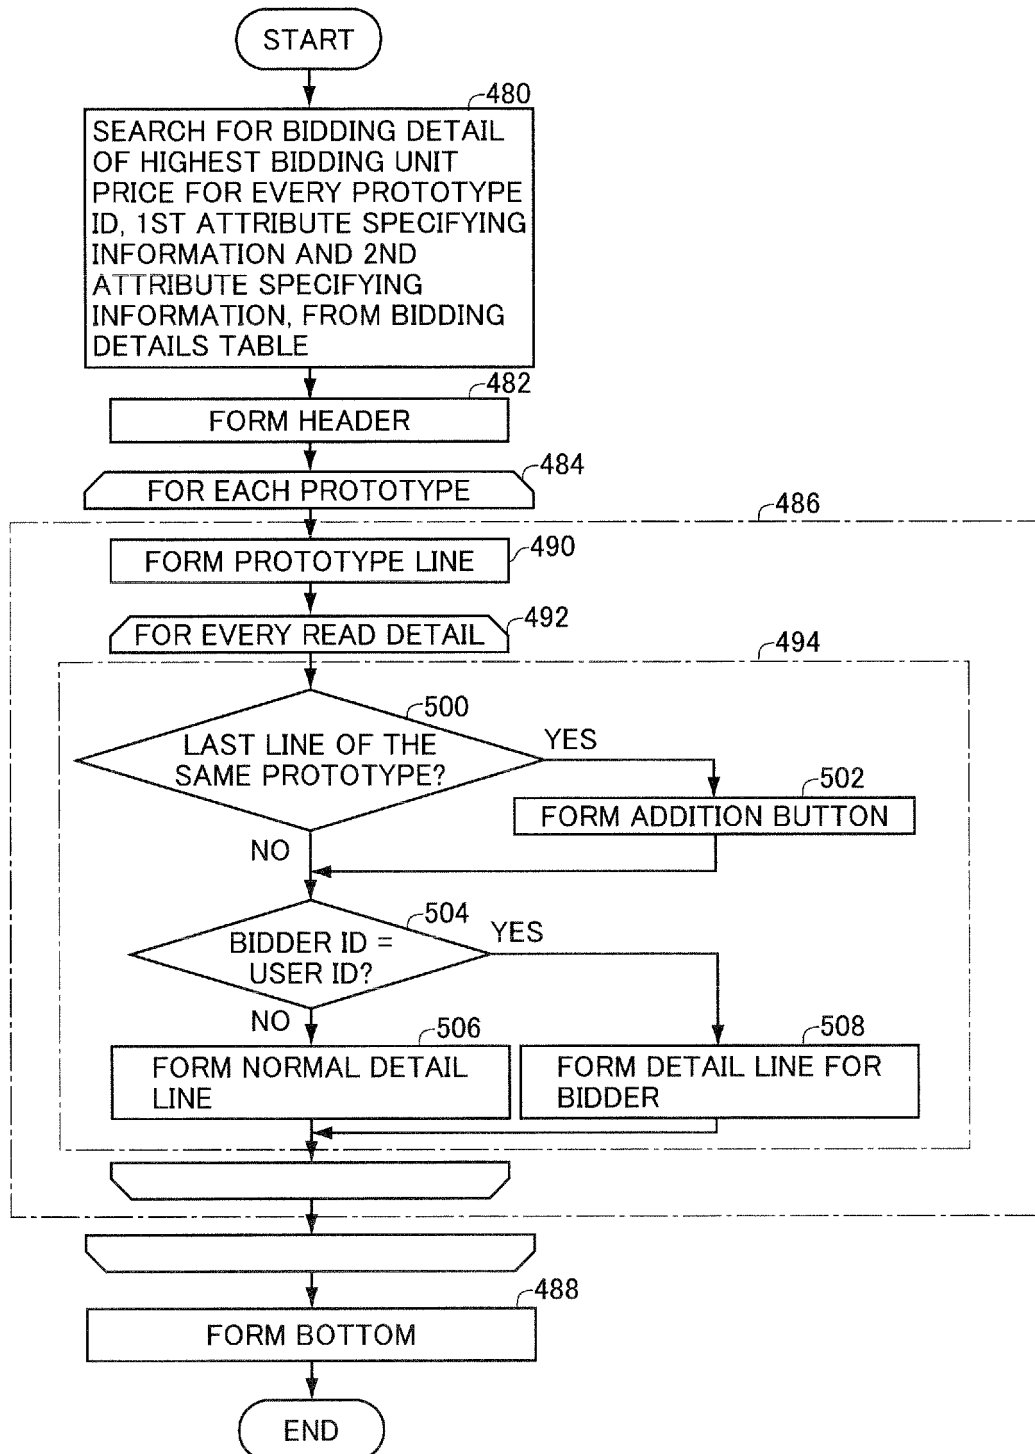 START
480
SEARCH FOR BIDDING DETAIL
OF HIGHEST BIDDING UNIT
PRICE FOR EVERY PROTOTYPE
ID, 1ST ATTRIBUTE SPECIFYING
INFORMATION AND 2ND
ATTRIBUTE SPECIFYING
INFORMATION, FROM BIDDING
DETAILS TABLE
482
FORM HEADER
484
FOR EACH PROTOTYPE
486
FORM PROTOTYPE LINE
490
FOR EVERY READ DETAIL
492
494
500
LAST LINE OF THE
SAME PROTOTYPE?
YES
502
FORM ADDITION BUTTON
NO
504
BIDDER ID =
USER ID?
YES
NO
506
FORM NORMAL DETAIL
LINE
508
FORM DETAIL LINE FOR
BIDDER
488
FORM BOTTOM
END